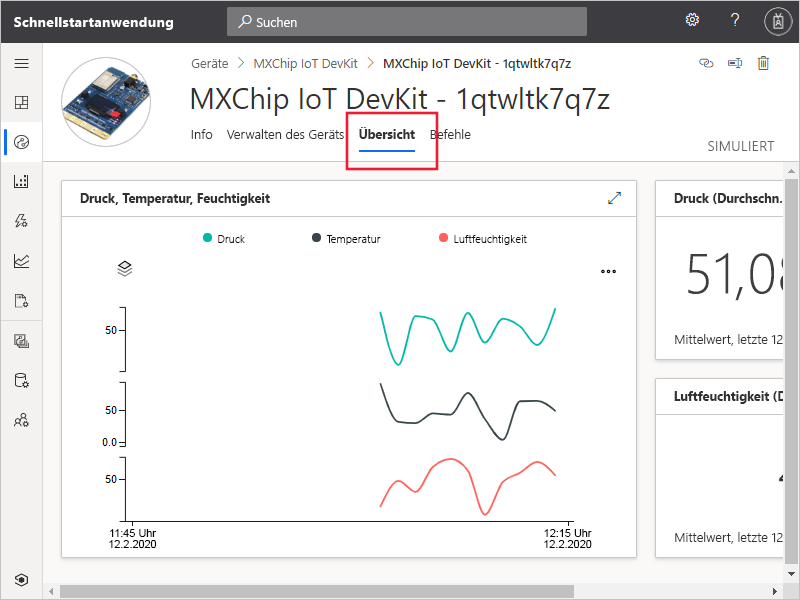 Schnellstartanwendung
Suchen
?
Geräte > MXChip IoT DevKit > MXChip IoT DevKit - 1qtwltk7q7z
MXChip IoT DevKit - 1qtwltk7q7z
Info Verwalten des Geräts Übersicht Befehle
SIMULIERT
Druck, Temperatur, Feuchtigkeit
Druck Temperatur Luftfeuchtigkeit
50
50
0.0
50
11:45 Uhr
12.2.2020
12:15 Uhr
12.2.2020
Druck (Durchschn.
51,08
Mittelwert, letzte 12
Luftfeuchtigkeit (D
Mittelwert, letzte 12